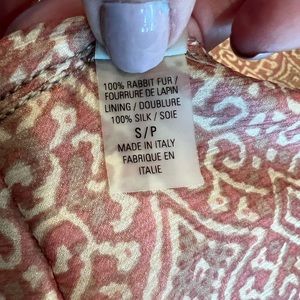 100% RABBIT FUR /
FOURRURE DE LAPIN
LINING / DOUBLURE
100% SILK / SOIE
S/P
MADE IN ITALY
FABRIQUE EN
ITALIE